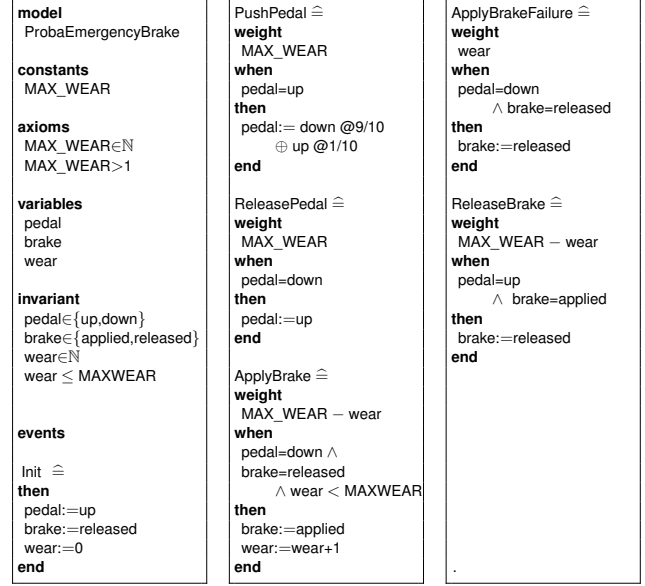 model
ProbaEmergencyBrake
constants
MAX_WEAR
axioms
MAX_WEAR∈ℕ
MAX_WEAR>1
variables
pedal
brake
wear
invariant
pedal∈{up,down}
brake∈{applied,released}
wear∈ℕ
wear ≤ MAXWEAR
events
Init ≙
then
pedal:=up
brake:=released
wear:=0
end
PushPedal ≙
weight
MAX_WEAR
when
pedal=up
then
pedal:= down @9/10
⊕ up @1/10
end
ReleasePedal ≙
weight
MAX_WEAR
when
pedal=down
then
pedal:=up
end
ApplyBrake ≙
weight
MAX_WEAR − wear
when
pedal=down ∧
brake=released
∧ wear < MAXWEAR
then
brake:=applied
wear:=wear+1
end
ApplyBrakeFailure ≙
weight
wear
when
pedal=down
∧ brake=released
then
brake:=released
end
ReleaseBrake ≙
weight
MAX_WEAR − wear
when
pedal=up
∧ brake=applied
then
brake:=released
end
.